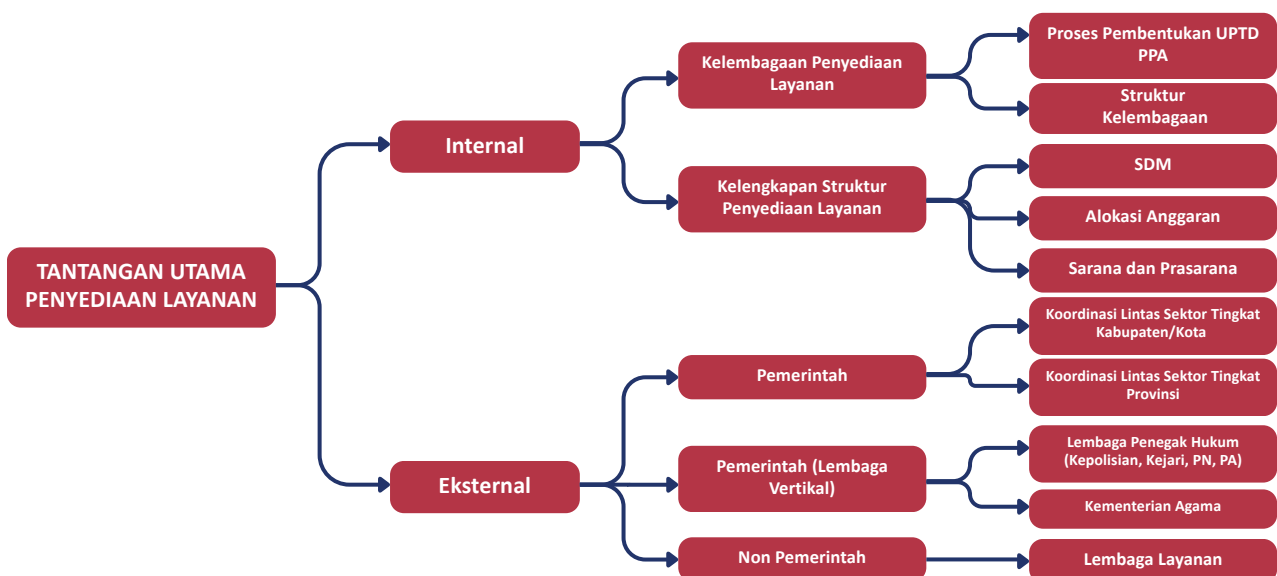 TANTANGAN UTAMA
PENYEDIAAN LAYANAN
Internal
Kelembagaan Penyediaan
Layanan
Proses Pembentukan UPTD
PPA
Struktur
Kelembagaan
Kelengkapan Struktur
Penyediaan Layanan
SDM
Alokasi Anggaran
Sarana dan Prasarana
Eksternal
Pemerintah
Koordinasi Lintas Sektor Tingkat
Kabupaten/Kota
Koordinasi Lintas Sektor Tingkat
Provinsi
Pemerintah (Lembaga
Vertikal)
Lembaga Penegak Hukum
(Kepolisian, Kejari, PN, PA)
Kementerian Agama
Non Pemerintah
Lembaga Layanan